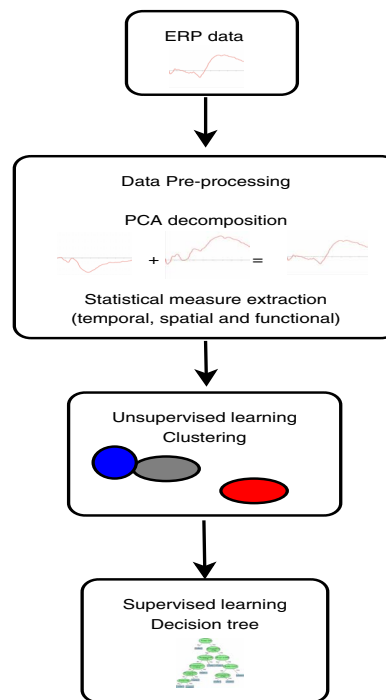 ERP data
Data Pre-processing
PCA decomposition
+ =
Statistical measure extraction
(temporal, spatial and functional)
Unsupervised learning
Clustering
Supervised learning
Decision tree